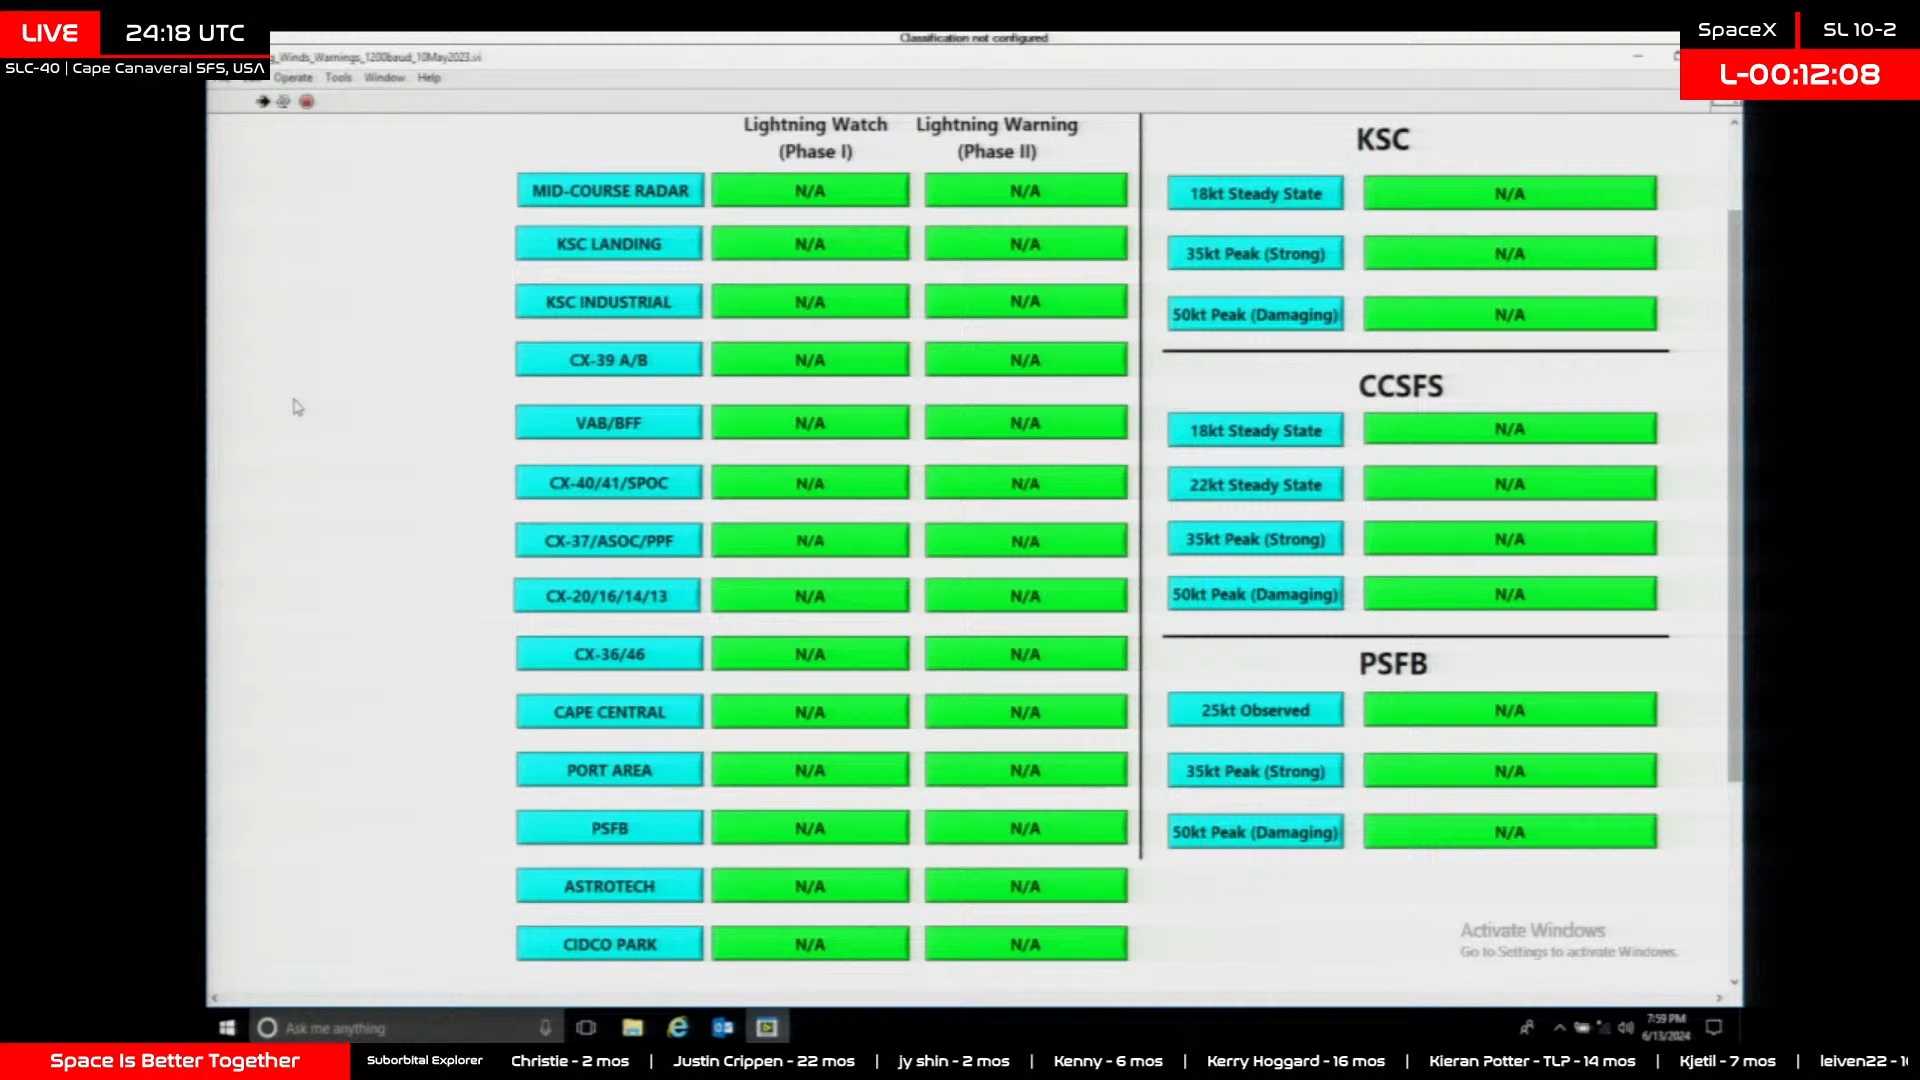 LIVE
24:18 UTC
SLC-40 | Cape Canaveral SFS, USA
SpaceX
SL 10-2
L-00:12:08
Classification not configured
_Winds_Warnings_1200baud_10May2023.vi
Operate Tools Window Help
Lightning Watch
(Phase I)
Lightning Warning
(Phase II)
MID-COURSE RADAR N/A N/A
KSC LANDING N/A N/A
KSC INDUSTRIAL N/A N/A
CX-39 A/B N/A N/A
VAB/BFF N/A N/A
CX-40/41/SPOC N/A N/A
CX-37/ASOC/PPF N/A N/A
CX-20/16/14/13 N/A N/A
CX-36/46 N/A N/A
CAPE CENTRAL N/A N/A
PORT AREA N/A N/A
PSFB N/A N/A
ASTROTECH N/A N/A
CIDCO PARK N/A N/A
KSC
18kt Steady State N/A
35kt Peak (Strong) N/A
50kt Peak (Damaging) N/A
CCSFS
18kt Steady State N/A
22kt Steady State N/A
35kt Peak (Strong) N/A
50kt Peak (Damaging) N/A
PSFB
25kt Observed N/A
35kt Peak (Strong) N/A
50kt Peak (Damaging) N/A
Activate Windows
Go to Settings to activate Windows.
Ask me anything
7:59 PM
6/13/2024
Space Is Better Together
Suborbital Explorer Christie - 2 mos | Justin Crippen - 22 mos | jy shin - 2 mos | Kenny - 6 mos | Kerry Hoggard - 16 mos | Kieran Potter - TLP - 14 mos | Kjetil - 7 mos | leiven22 -